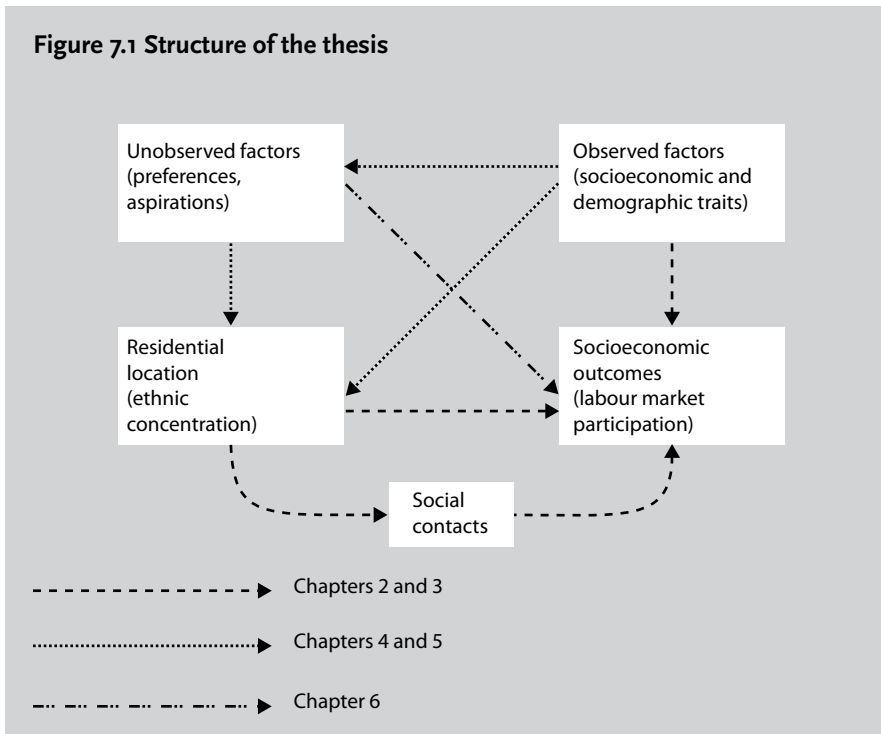 Figure 7.1 Structure of the thesis
Unobserved factors
(preferences,
aspirations)
Observed factors
(socioeconomic and
demographic traits)
Residential
location
(ethnic
concentration)
Socioeconomic
outcomes
(labour market
participation)
Social
contacts
Chapters 2 and 3
Chapters 4 and 5
Chapter 6